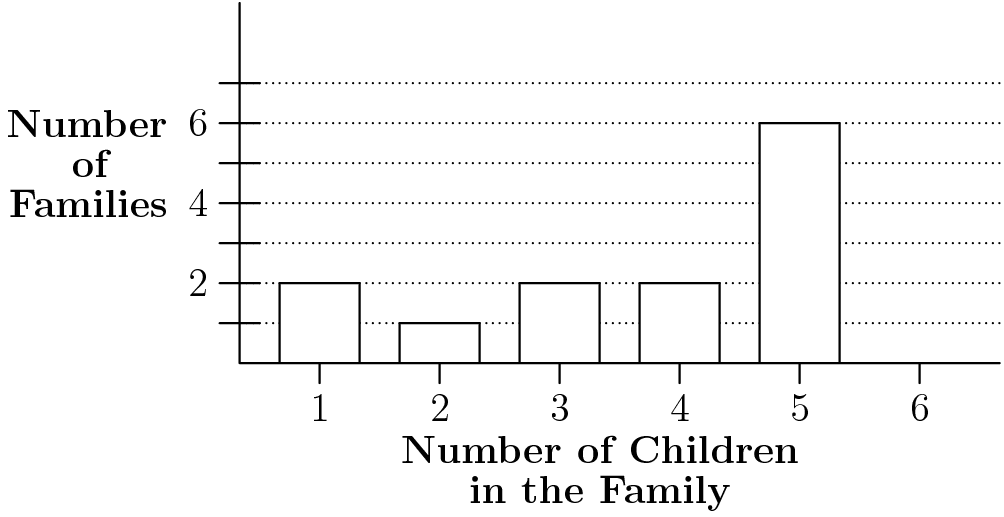 Number
of
Families
6
4
2
1 2 3 4 5 6
Number of Children
in the Family